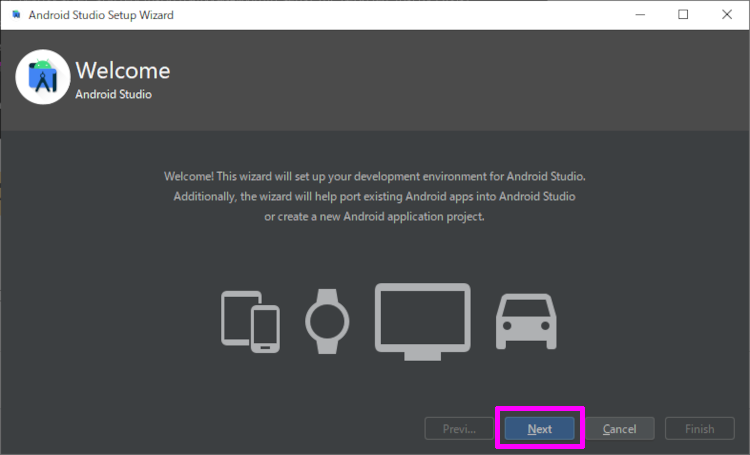 Android Studio Setup Wizard
Welcome
Android Studio
Welcome! This wizard will set up your development environment for Android Studio.
Additionally, the wizard will help port existing Android apps into Android Studio
or create a new Android application project.
Previ... Next Cancel Finish